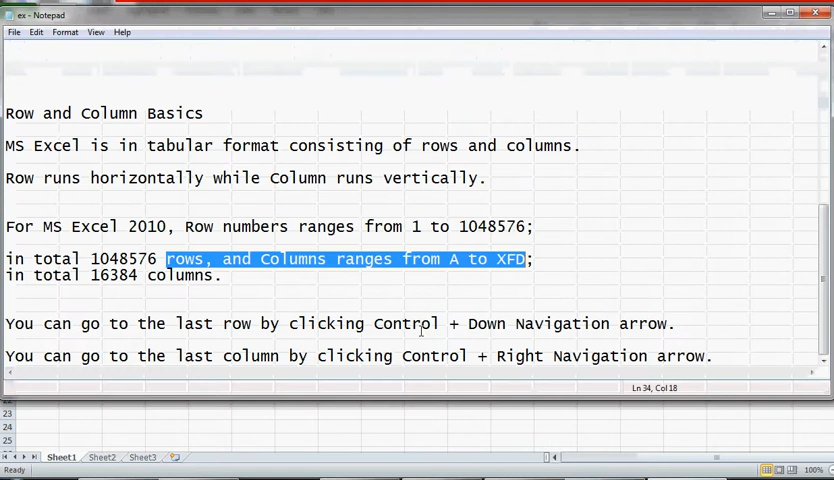 ex - Notepad
File Edit Format View Help
Row and Column Basics
MS Excel is in tabular format consisting of rows and columns.
Row runs horizontally while Column runs vertically.
For MS Excel 2010, Row numbers ranges from 1 to 1048576;
in total 1048576 rows, and Columns ranges from A to XFD;
in total 16384 columns.
You can go to the last row by clicking Control + Down Navigation arrow.
You can go to the last column by clicking Control + Right Navigation arrow.
Ln 34, Col 18
23
24
25
Sheet1 Sheet2 Sheet3
Ready 100%